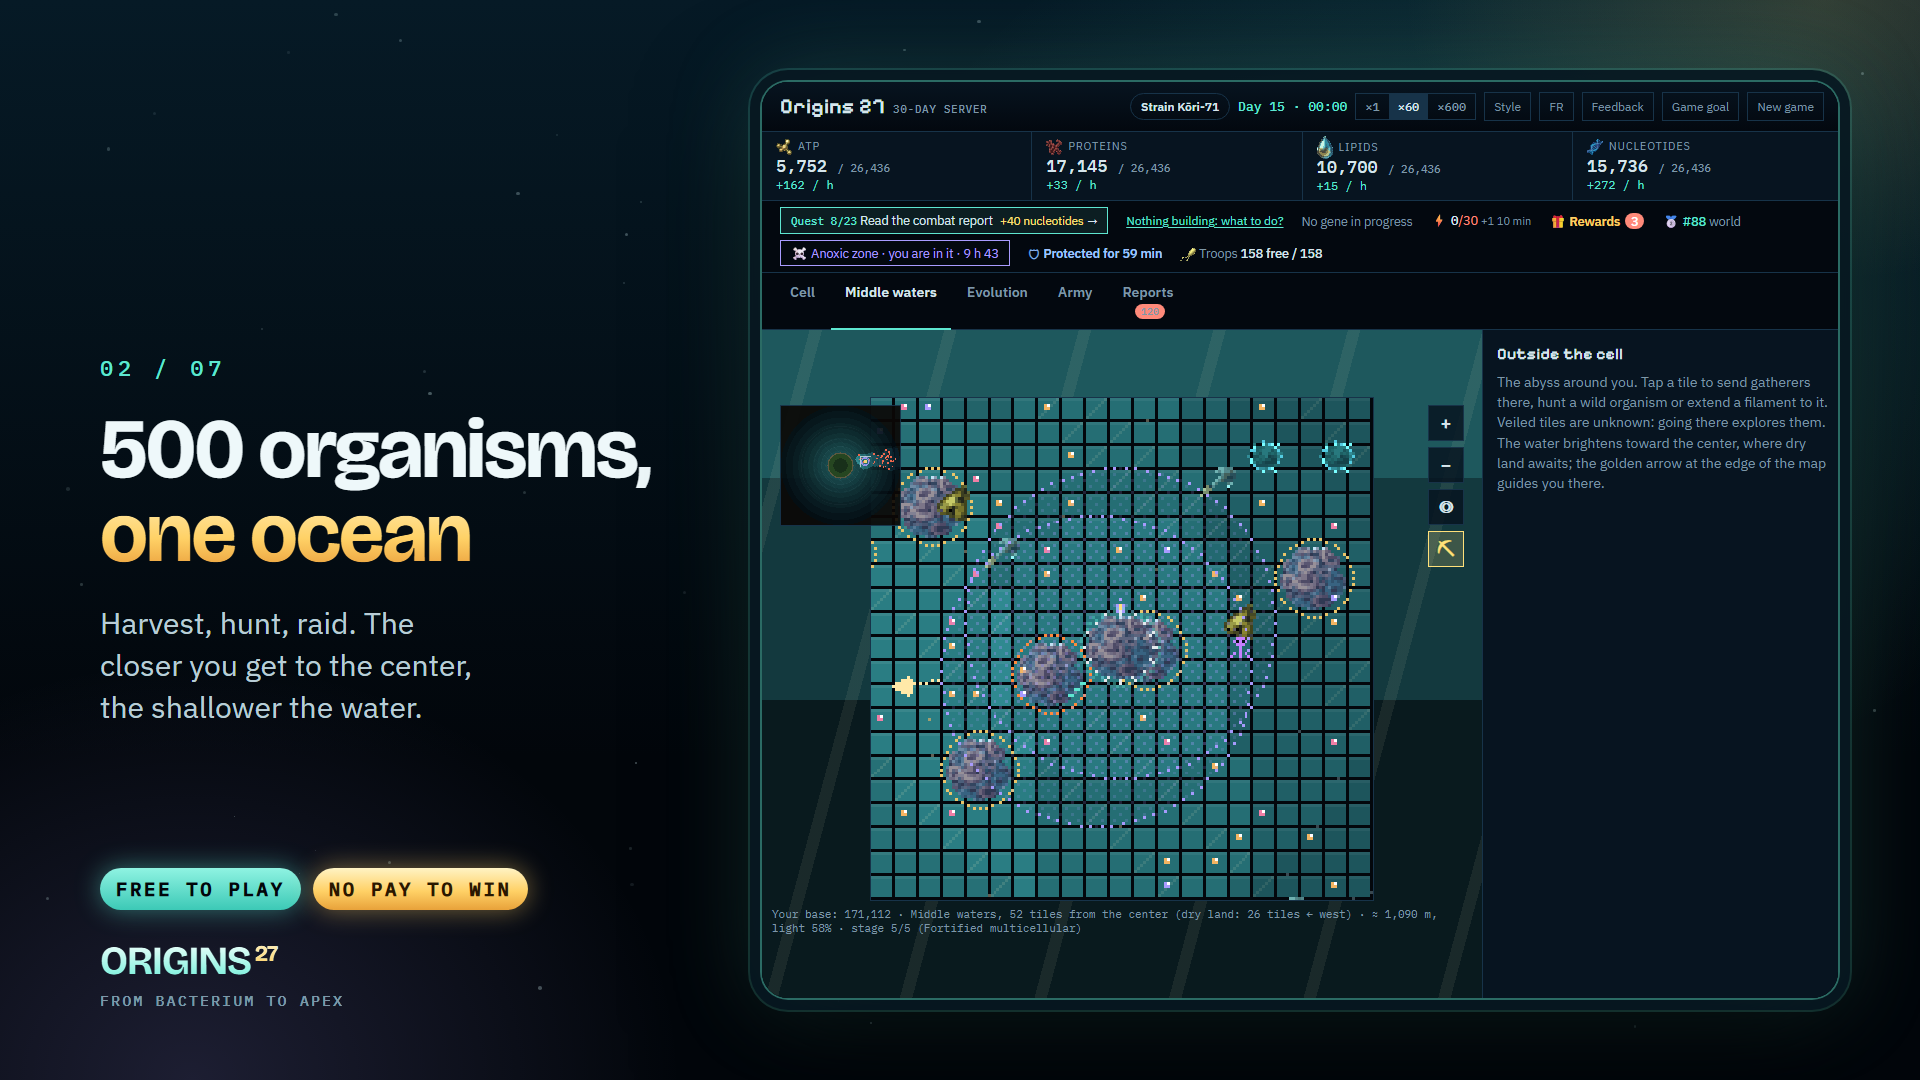 02 / 07
500 organisms,
one ocean
Harvest, hunt, raid. The
closer you get to the center,
the shallower the water.
FREE TO PLAY
NO PAY TO WIN
ORIGINS 27
FROM BACTERIUM TO APEX
Origins 27 30-DAY SERVER
Strain Kōri-71 Day 15 · 00:00 ×1 ×60 ×600 Style FR Feedback Game goal New game
ATP
5,752 / 26,436
+162 / h
PROTEINS
17,145 / 26,436
+33 / h
LIPIDS
10,700 / 26,436
+15 / h
NUCLEOTIDES
15,736 / 26,436
+272 / h
Quest 8/23 Read the combat report +40 nucleotides → Nothing building: what to do? No gene in progress 0/30 +1 10 min Rewards 3 #88 world
Anoxic zone · you are in it · 9 h 43 Protected for 59 min Troops 158 free / 158
Cell Middle waters Evolution Army Reports
120
+
−
Outside the cell
The abyss around you. Tap a tile to send gatherers
there, hunt a wild organism or extend a filament to it.
Veiled tiles are unknown: going there explores them.
The water brightens toward the center, where dry
land awaits; the golden arrow at the edge of the map
guides you there.
Your base: 171,112 · Middle waters, 52 tiles from the center (dry land: 26 tiles ← west) · ≈ 1,090 m,
light 58% · stage 5/5 (Fortified multicellular)